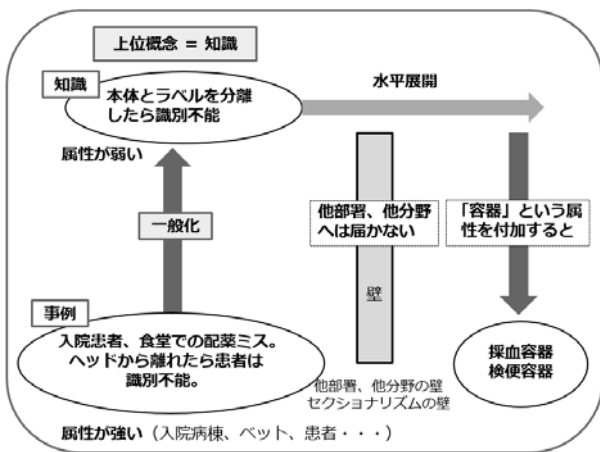 上位概念 = 知識
知識
本体とラベルを分離
したら識別不能
水平展開
属性が弱い
一般化
他部署、他分野
へは届かない
「容器」という属
性を付加すると
壁
事例
入院患者、食堂での配薬ミス。
ヘッドから離れたら患者は
識別不能。
採血容器
検便容器
他部署、他分野の壁
セクショナリズムの壁
属性が強い（入院病棟、ベット、患者・・・）